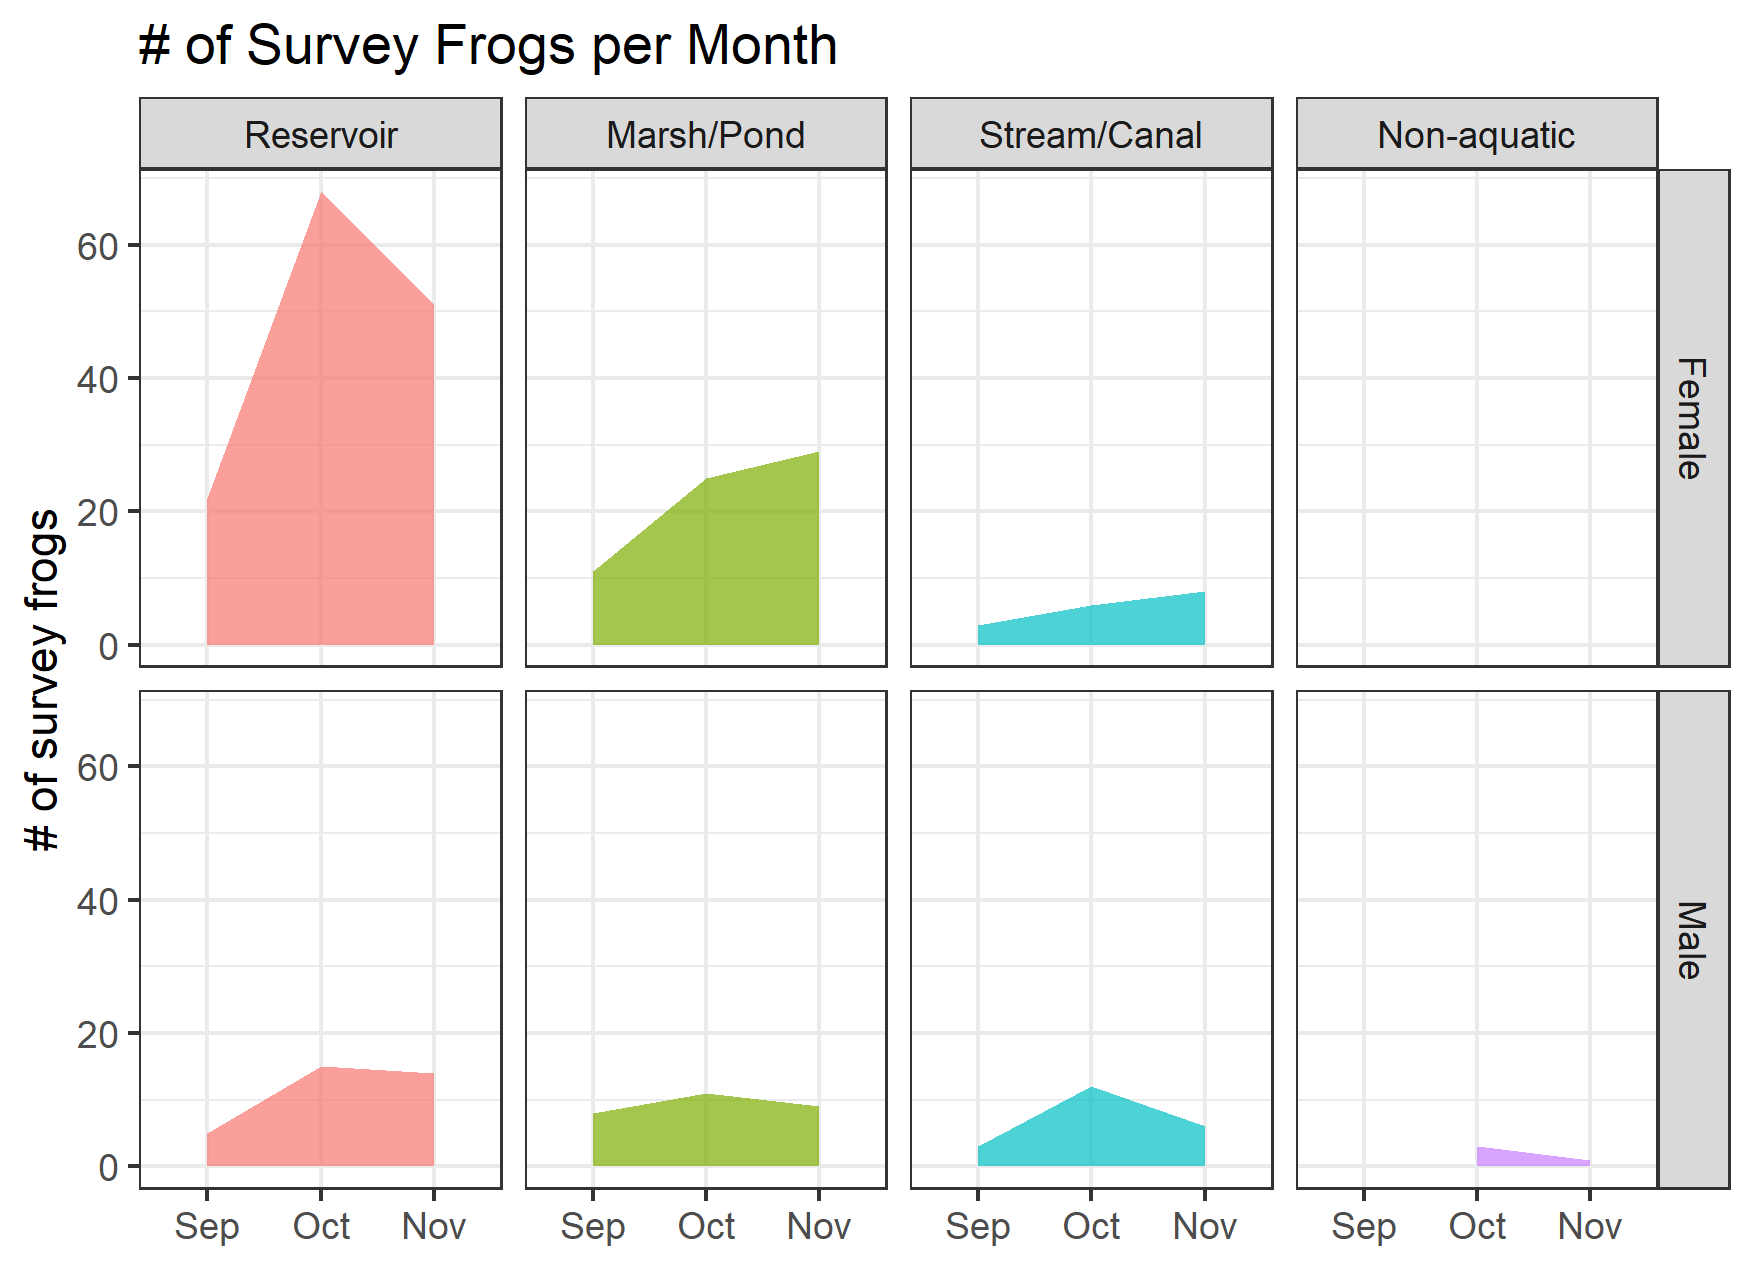 # of Survey Frogs per Month
Reservoir Marsh/Pond Stream/Canal Non-aquatic
60
40
20
0
Female
60
40
20
0
Male
# of survey frogs
Sep Oct Nov Sep Oct Nov Sep Oct Nov Sep Oct Nov